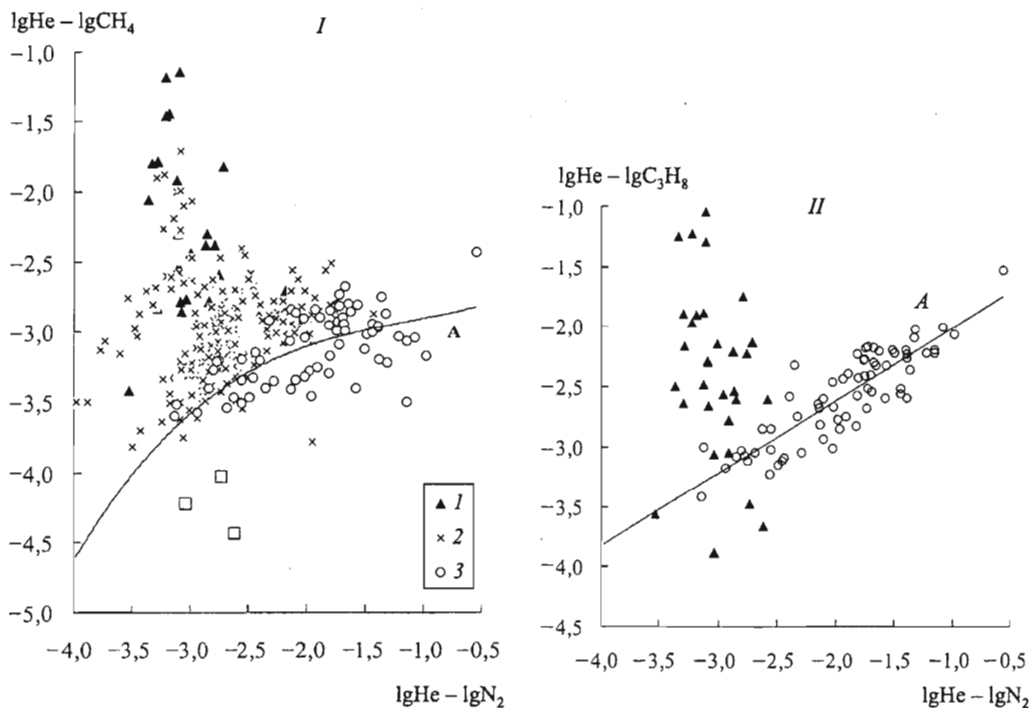 lgHe – lgCH₄
I
–1,0
–1,5
–2,0
–2,5
–3,0
–3,5
–4,0
–4,5
–5,0
A
1
2
3
–4,0 –3,5 –3,0 –2,5 –2,0 –1,5 –1,0 –0,5
lgHe – lgN₂
lgHe – lgC₃H₈
II
–1,0
–1,5
–2,0
–2,5
–3,0
–3,5
–4,0
–4,5
A
–4,0 –3,5 –3,0 –2,5 –2,0 –1,5 –1,0 –0,5
lgHe – lgN₂